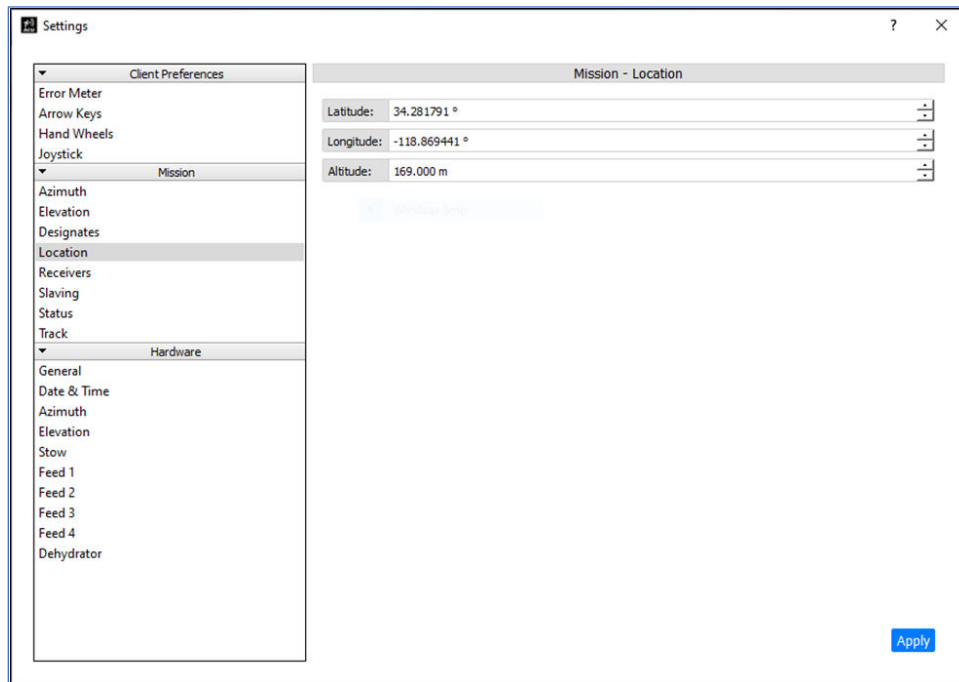 Settings
Client Preferences
Error Meter
Arrow Keys
Hand Wheels
Joystick
Mission
Azimuth
Elevation
Designates
Location
Receivers
Slaving
Status
Track
Hardware
General
Date & Time
Azimuth
Elevation
Stow
Feed 1
Feed 2
Feed 3
Feed 4
Dehydrator
Mission - Location
Latitude: 34.281791 °
Longitude: -118.869441 °
Altitude: 169.000 m
Window Snip
Apply